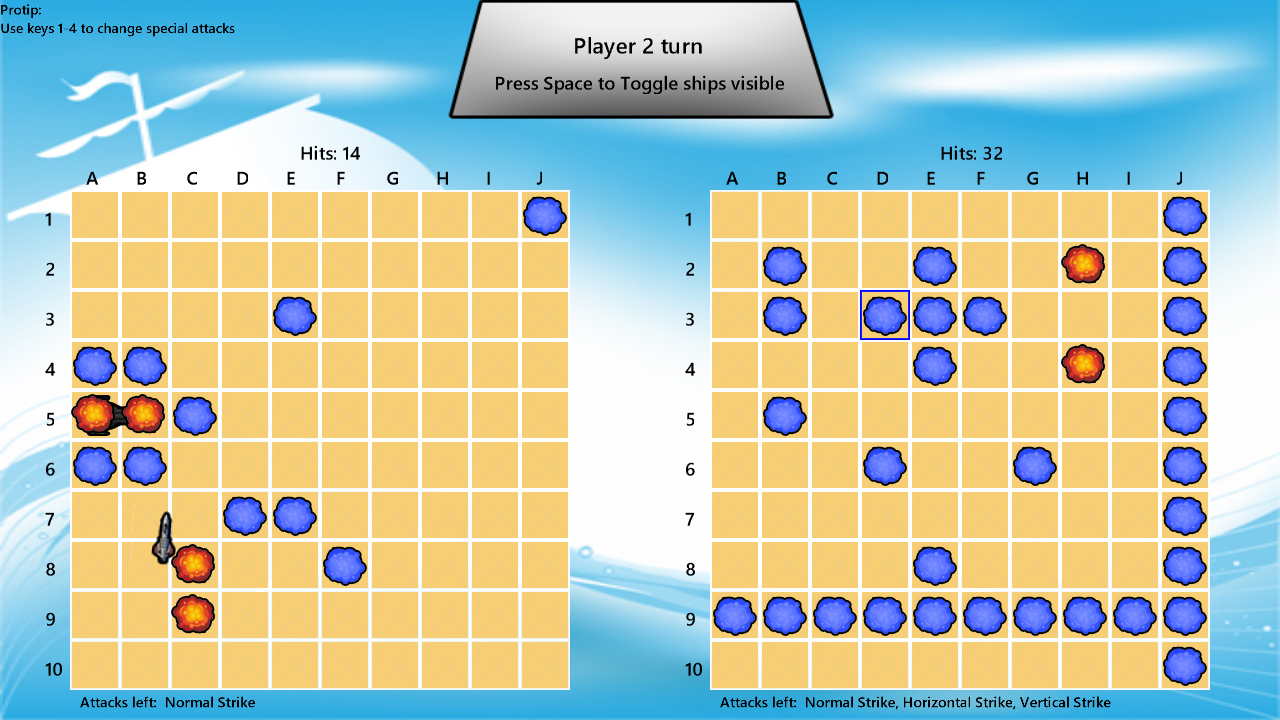 Protip:
Use keys 1-4 to change special attacks
Player 2 turn
Press Space to Toggle ships visible
Hits: 14
A B C D E F G H I J
1
2
3
4
5
6
7
8
9
10
Attacks left: Normal Strike
Hits: 32
A B C D E F G H I J
1
2
3
4
5
6
7
8
9
10
Attacks left: Normal Strike, Horizontal Strike, Vertical Strike